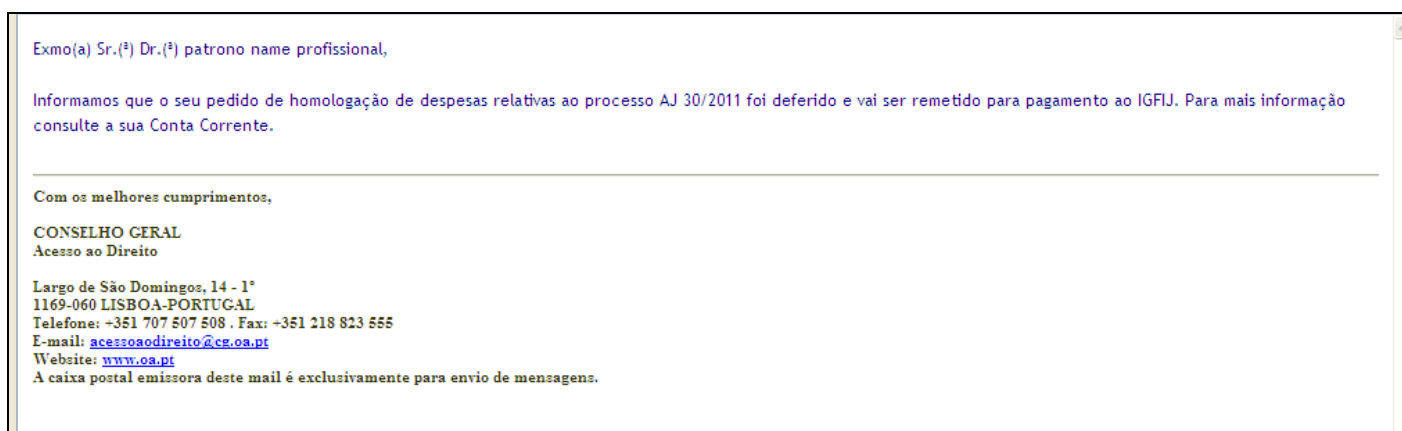 Exmo(a) Sr.(ª) Dr.(ª) patrono name profissional,
Informamos que o seu pedido de homologação de despesas relativas ao processo AJ 30/2011 foi deferido e vai ser remetido para pagamento ao IGFIJ. Para mais informação
consulte a sua Conta Corrente.
Com os melhores cumprimentos,
CONSELHO GERAL
Acesso ao Direito
Largo de São Domingos, 14 - 1º
1169-060 LISBOA-PORTUGAL
Telefone: +351 707 507 508 . Fax: +351 218 823 555
E-mail: acessoaodireito@cg.oa.pt
Website: www.oa.pt
A caixa postal emissora deste mail é exclusivamente para envio de mensagens.